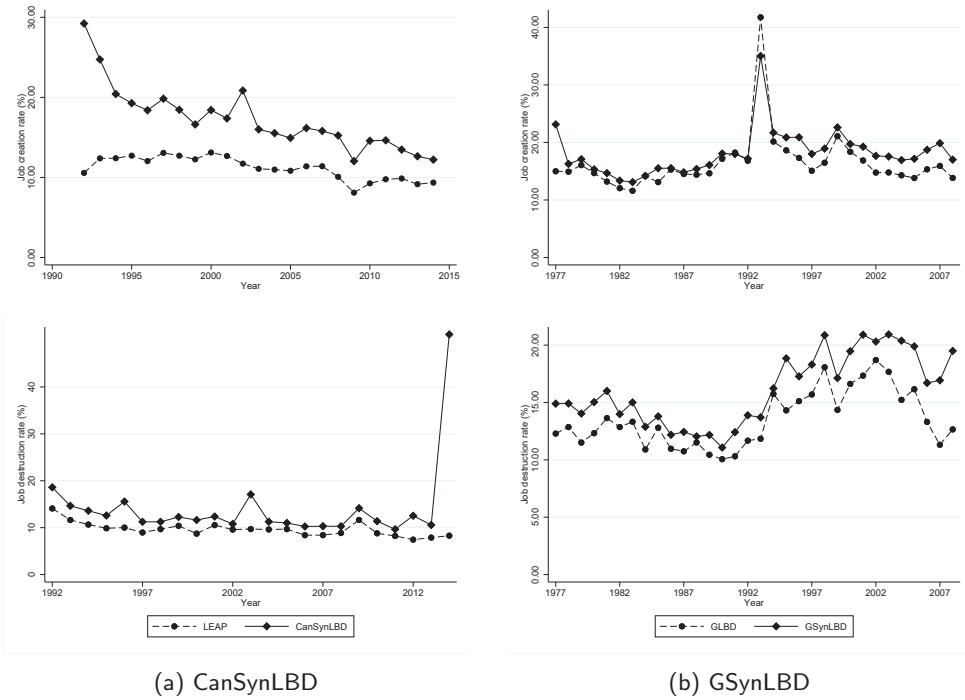 Job creation rate (%)
0.00 10.00 20.00 30.00
1990 1995 2000 2005 2010 2015
Year
Job creation rate (%)
0.00 10.00 20.00 30.00 40.00
1977 1982 1987 1992 1997 2002 2007
Year
Job destruction rate (%)
0 10 20 30 40
1992 1997 2002 2007 2012
Year
LEAP CanSynLBD
Job destruction rate (%)
0.00 5.00 10.00 15.00 20.00
1977 1982 1987 1992 1997 2002 2007
Year
GLBD GSynLBD
(a) CanSynLBD
(b) GSynLBD